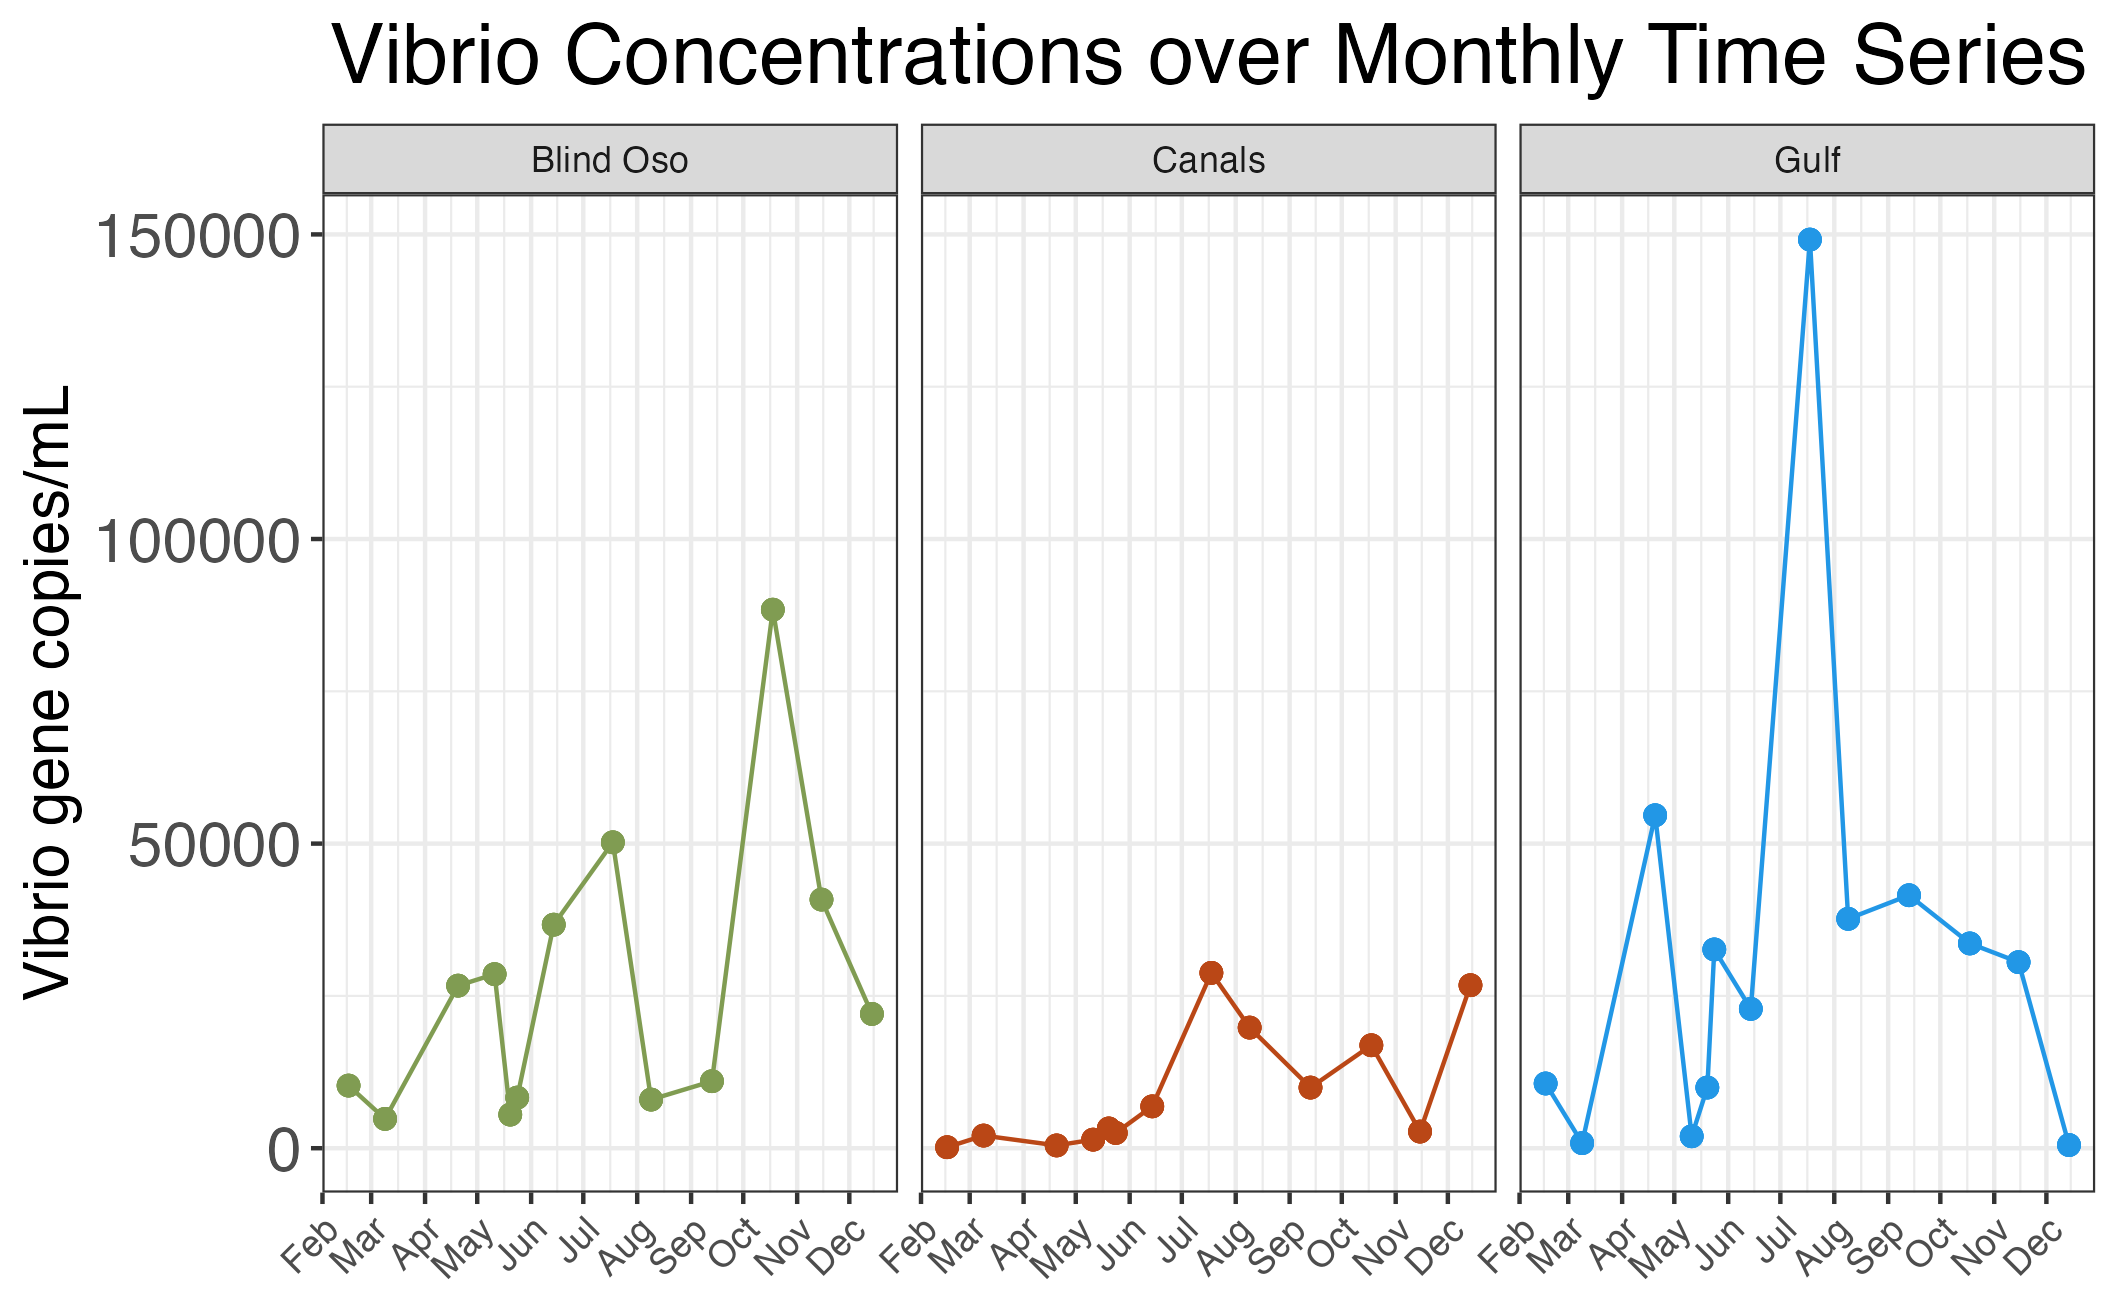 Vibrio Concentrations over Monthly Time Series
Blind Oso Canals Gulf
Vibrio gene copies/mL
150000
100000
50000
0
Feb Mar Apr May Jun Jul Aug Sep Oct Nov Dec Feb Mar Apr May Jun Jul Aug Sep Oct Nov Dec Feb Mar Apr May Jun Jul Aug Sep Oct Nov Dec